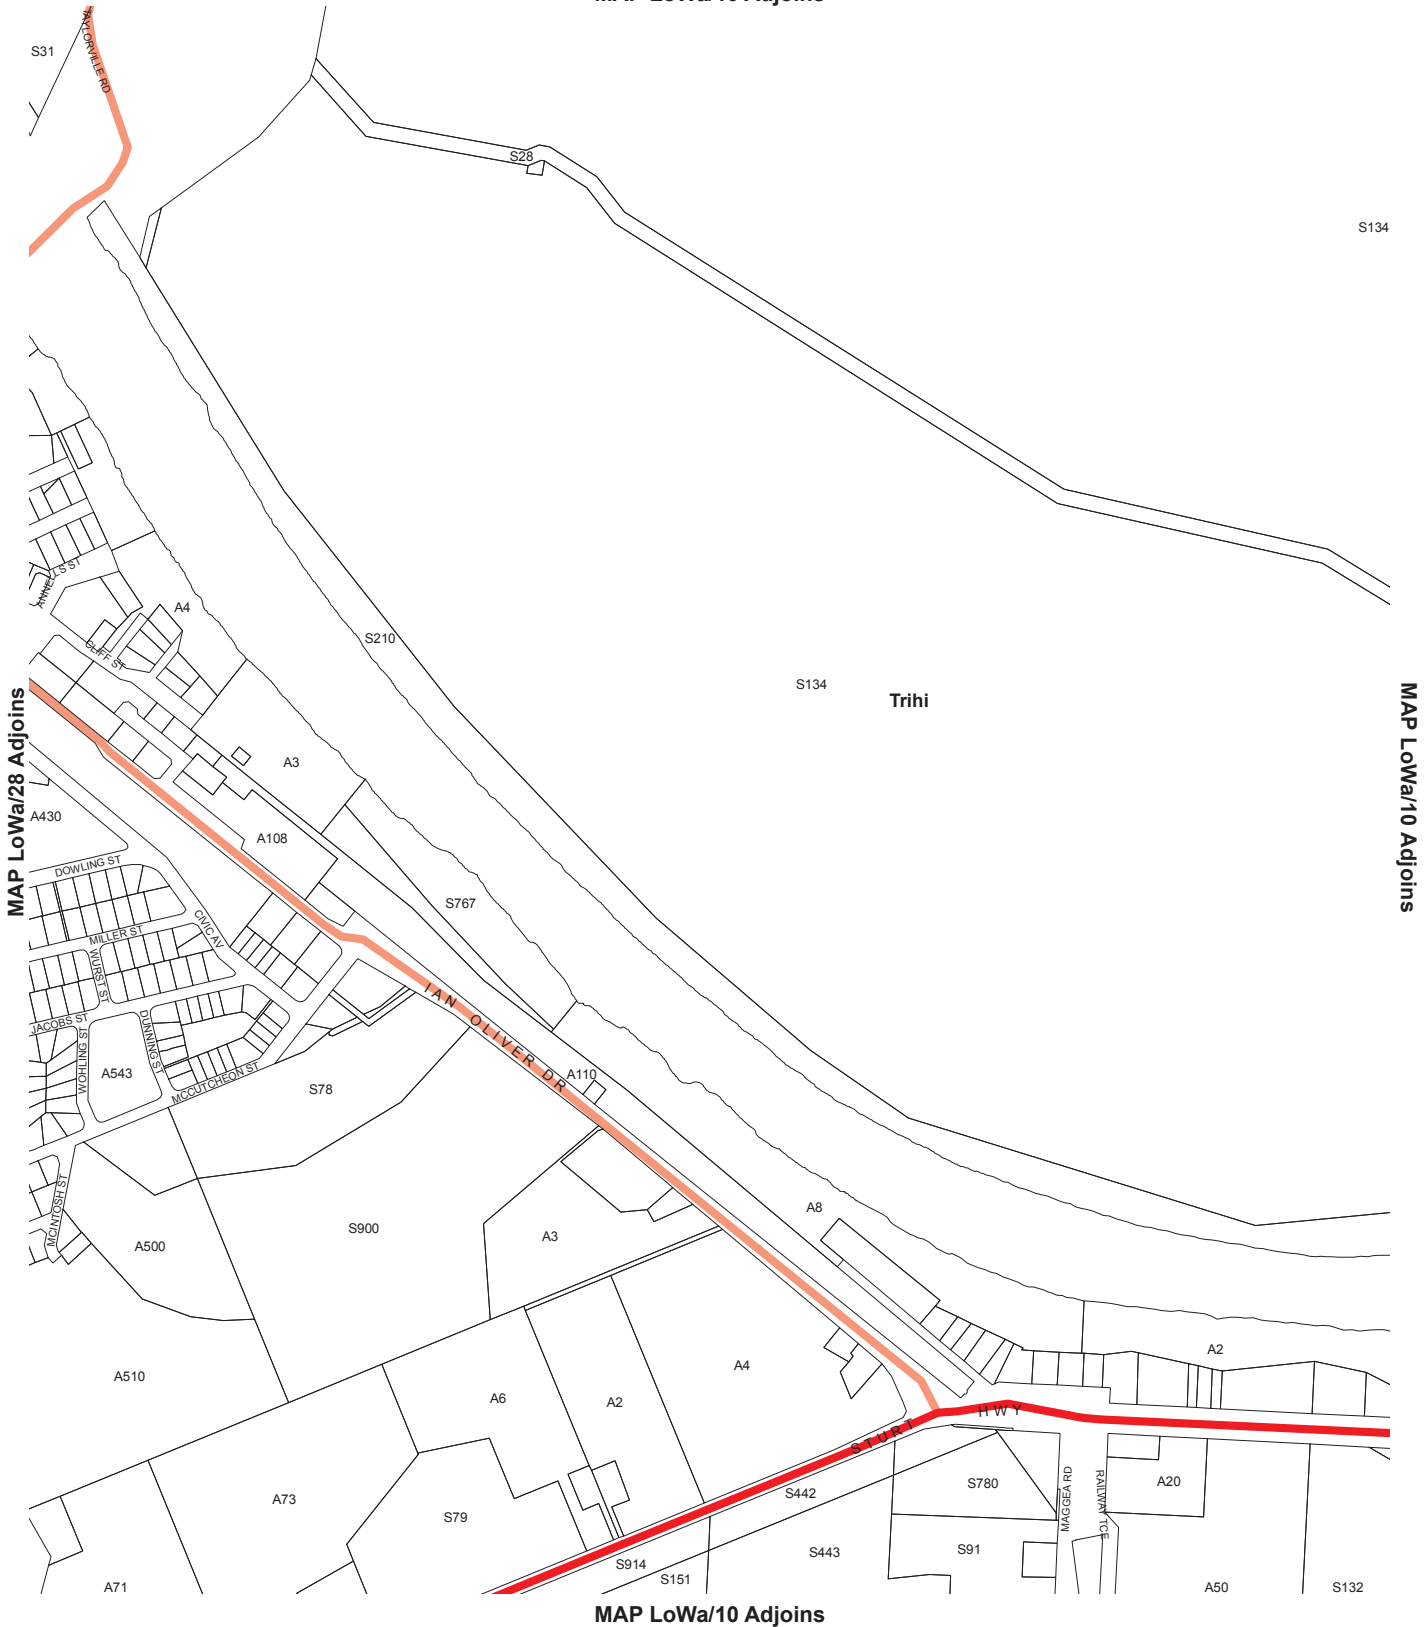 MAP LoWa/10 Adjoins
S31
TAYLORVILLE RD
S28
S134
ANNELLS ST
A4
CLIFF ST
S210
S134
Trihi
MAP LoWa/28 Adjoins
MAP LoWa/10 Adjoins
A3
A430
A108
DOWLING ST
S767
CIVIC AV
MILLER ST
WURST ST
IAN OLIVER DR
JACOBS ST
DUNNING ST
WOHLING ST
A543
MCCUTCHEON ST
S78
A110
MCINTOSH ST
A8
S900
A3
A500
A2
A4
A510
A6
A2
STURT HWY
S780
A20
MAGGEA RD
RAILWAY TCE
S442
A73
S79
S443
S91
S914
S151
A71
A50
S132
MAP LoWa/10 Adjoins